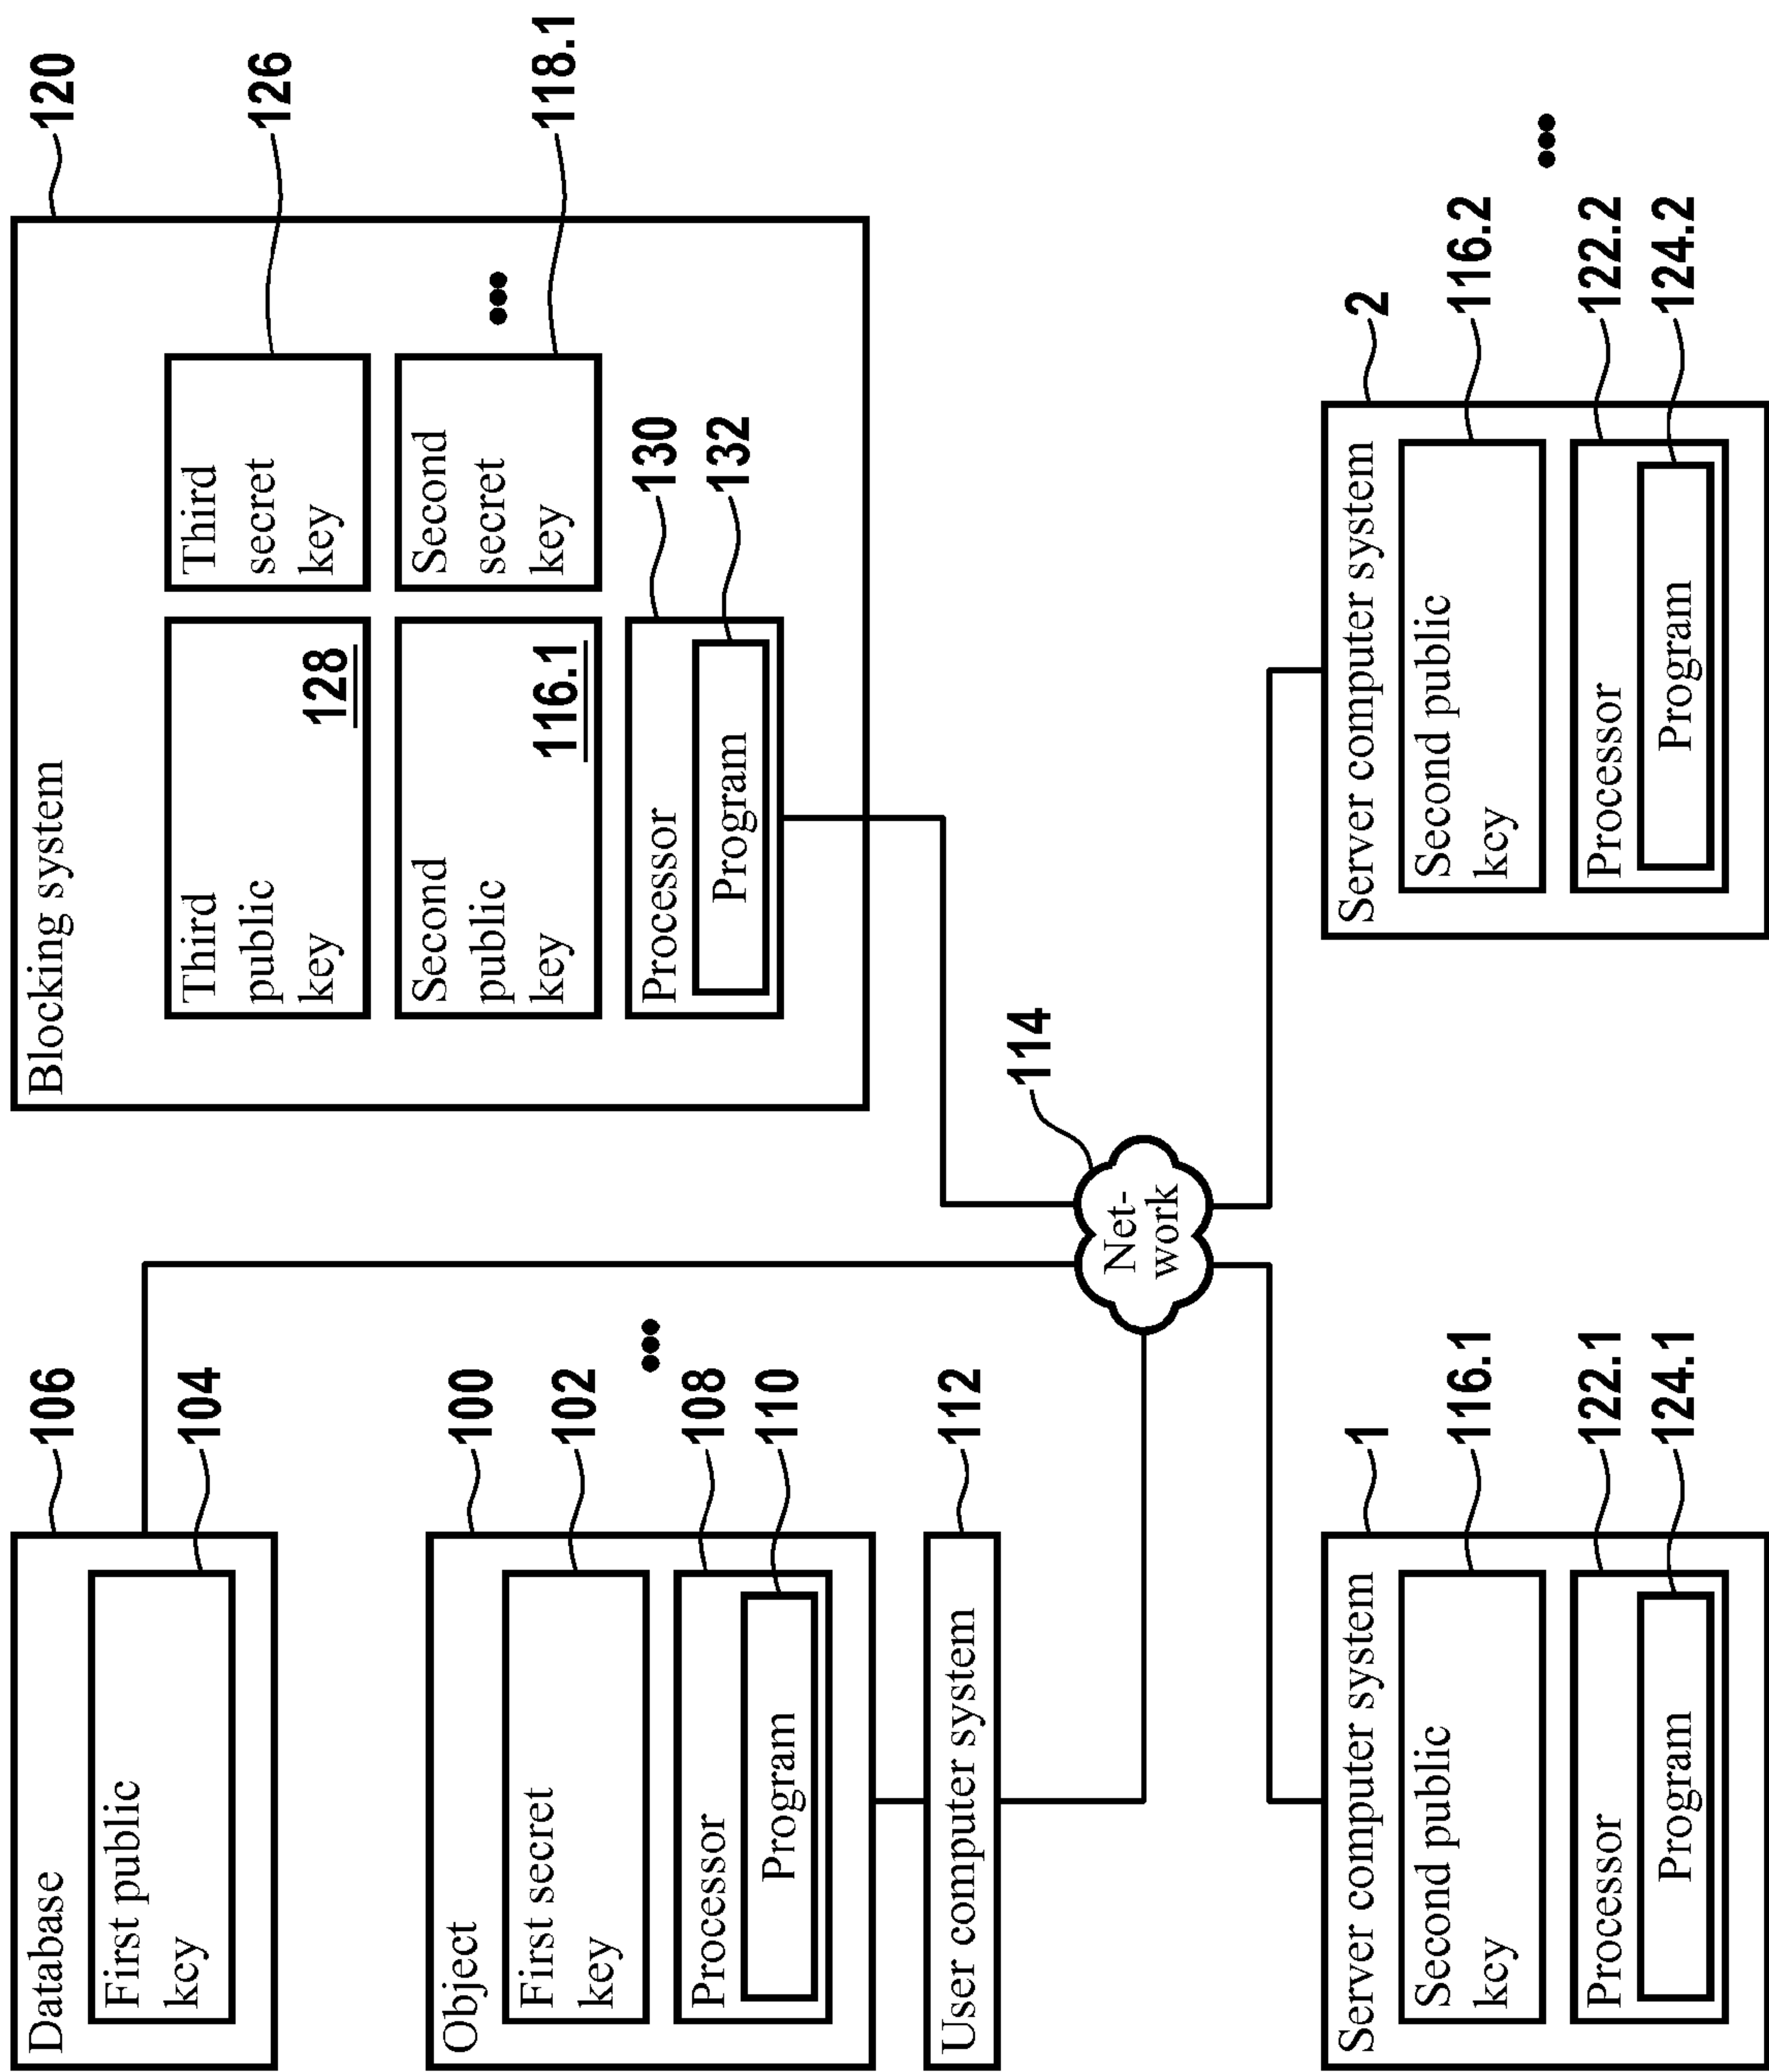 Database
First public
kcy
106
104
Object
First secret
key
Processor
Program
100
102
108
110
User computer system
112
Blocking system
Third
public
key
128
Third
secret
key
Second
public
key
116.1
Second
secret
key
Processor
Program
120
126
118.1
130
132
Net-
work
114
Server computer system
Second public
kcy
Processor
Program
1
116.1
122.1
124.1
Server computer system
Second public
kcy
Processor
Program
2
116.2
122.2
124.2